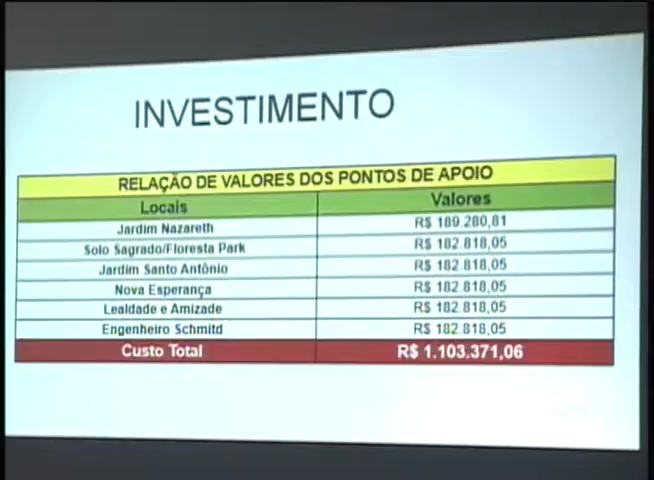 INVESTIMENTO
RELAÇÃO DE VALORES DOS PONTOS DE APOIO
Locais Valores
Jardim Nazareth R$ 189.280,81
Solo Sagrado/Floresta Park R$ 182.818,05
Jardim Santo Antônio R$ 182.818,05
Nova Esperança R$ 182.818,05
Lealdade e Amizade R$ 182.818,05
Engenheiro Schmitd R$ 182.818,05
Custo Total R$ 1.103.371,06